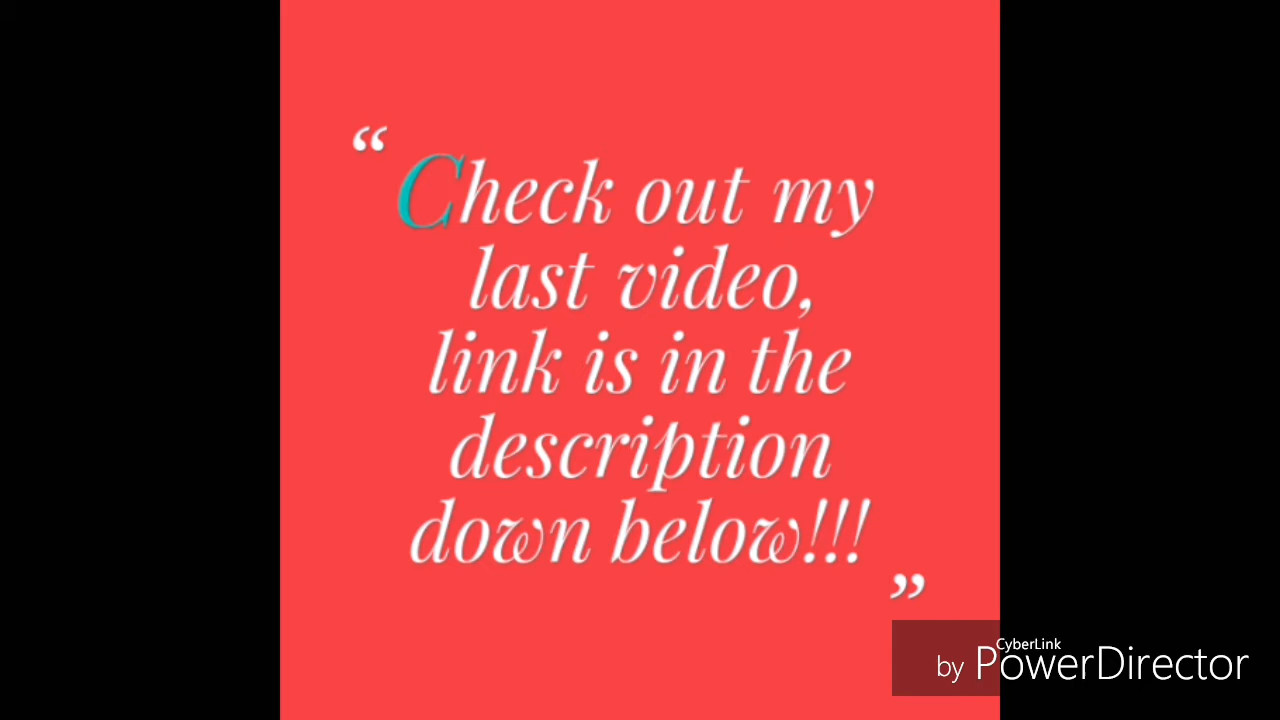 “Check out my
last video,
link is in the
description
down below!!!”
CyberLink
by PowerDirector